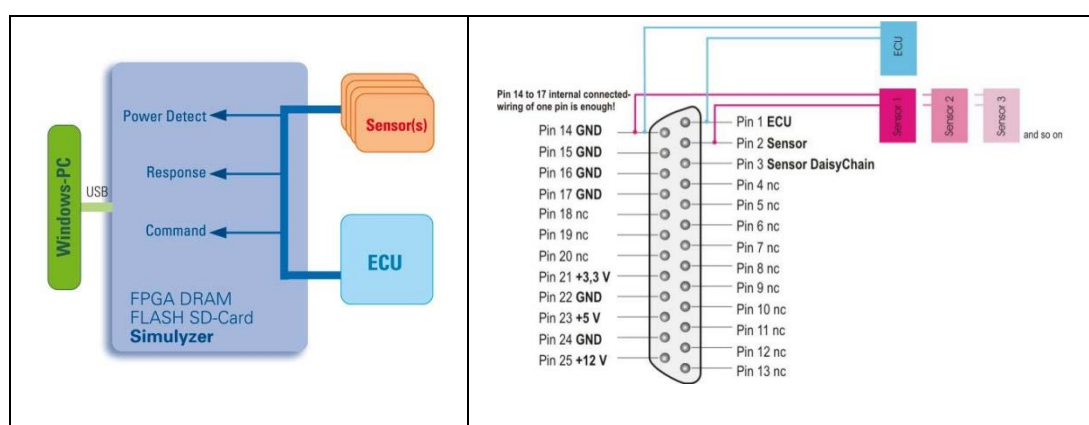 Power Detect
Sensor(s)
Response
Windows-PC
USB
Command
ECU
FPGA DRAM
FLASH SD-Card
Simulyzer
ECU
Pin 14 to 17 internal connected-
wiring of one pin is enough!
Sensor 1
Sensor 2
Sensor 3
and so on
Pin 14 GND
Pin 15 GND
Pin 16 GND
Pin 17 GND
Pin 18 nc
Pin 19 nc
Pin 20 nc
Pin 21 +3,3 V
Pin 22 GND
Pin 23 +5 V
Pin 24 GND
Pin 25 +12 V
Pin 1 ECU
Pin 2 Sensor
Pin 3 Sensor DaisyChain
Pin 4 nc
Pin 5 nc
Pin 6 nc
Pin 7 nc
Pin 8 nc
Pin 9 nc
Pin 10 nc
Pin 11 nc
Pin 12 nc
Pin 13 nc